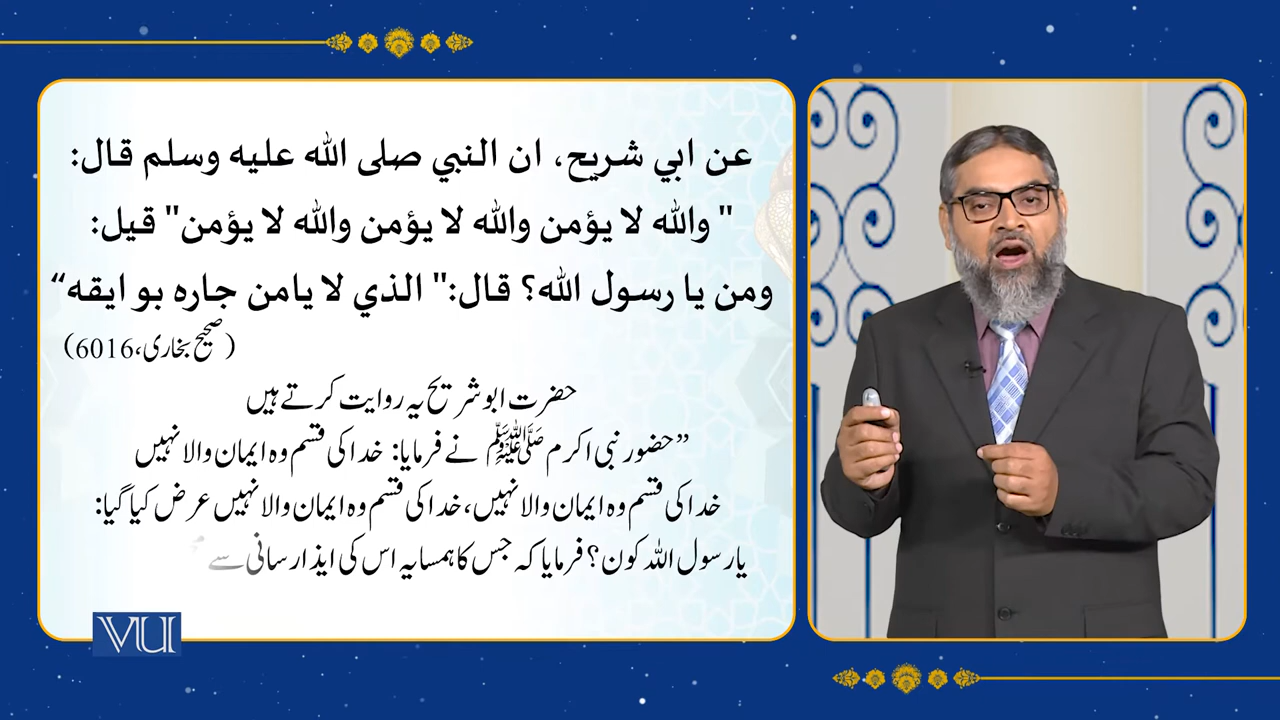 عن ابي شريح، ان النبي صلى الله عليه وسلم قال:
" والله لا يؤمن والله لا يؤمن والله لا يؤمن" قيل:
ومن يا رسول الله؟ قال:" الذي لا يامن جاره بو ايقه“
(صحیح بخاری،6016)
حضرت ابو شریح یہ روایت کرتے ہیں
”حضور نبی اکرم ﷺ نے فرمایا: خدا کی قسم وہ ایمان والا نہیں
خدا کی قسم وہ ایمان والا نہیں، خدا کی قسم وہ ایمان والا نہیں عرض کیا گیا:
یا رسول اللہ کون؟ فرمایا کہ جس کا ہمسایہ اس کی ایذا رسانی سے
VU